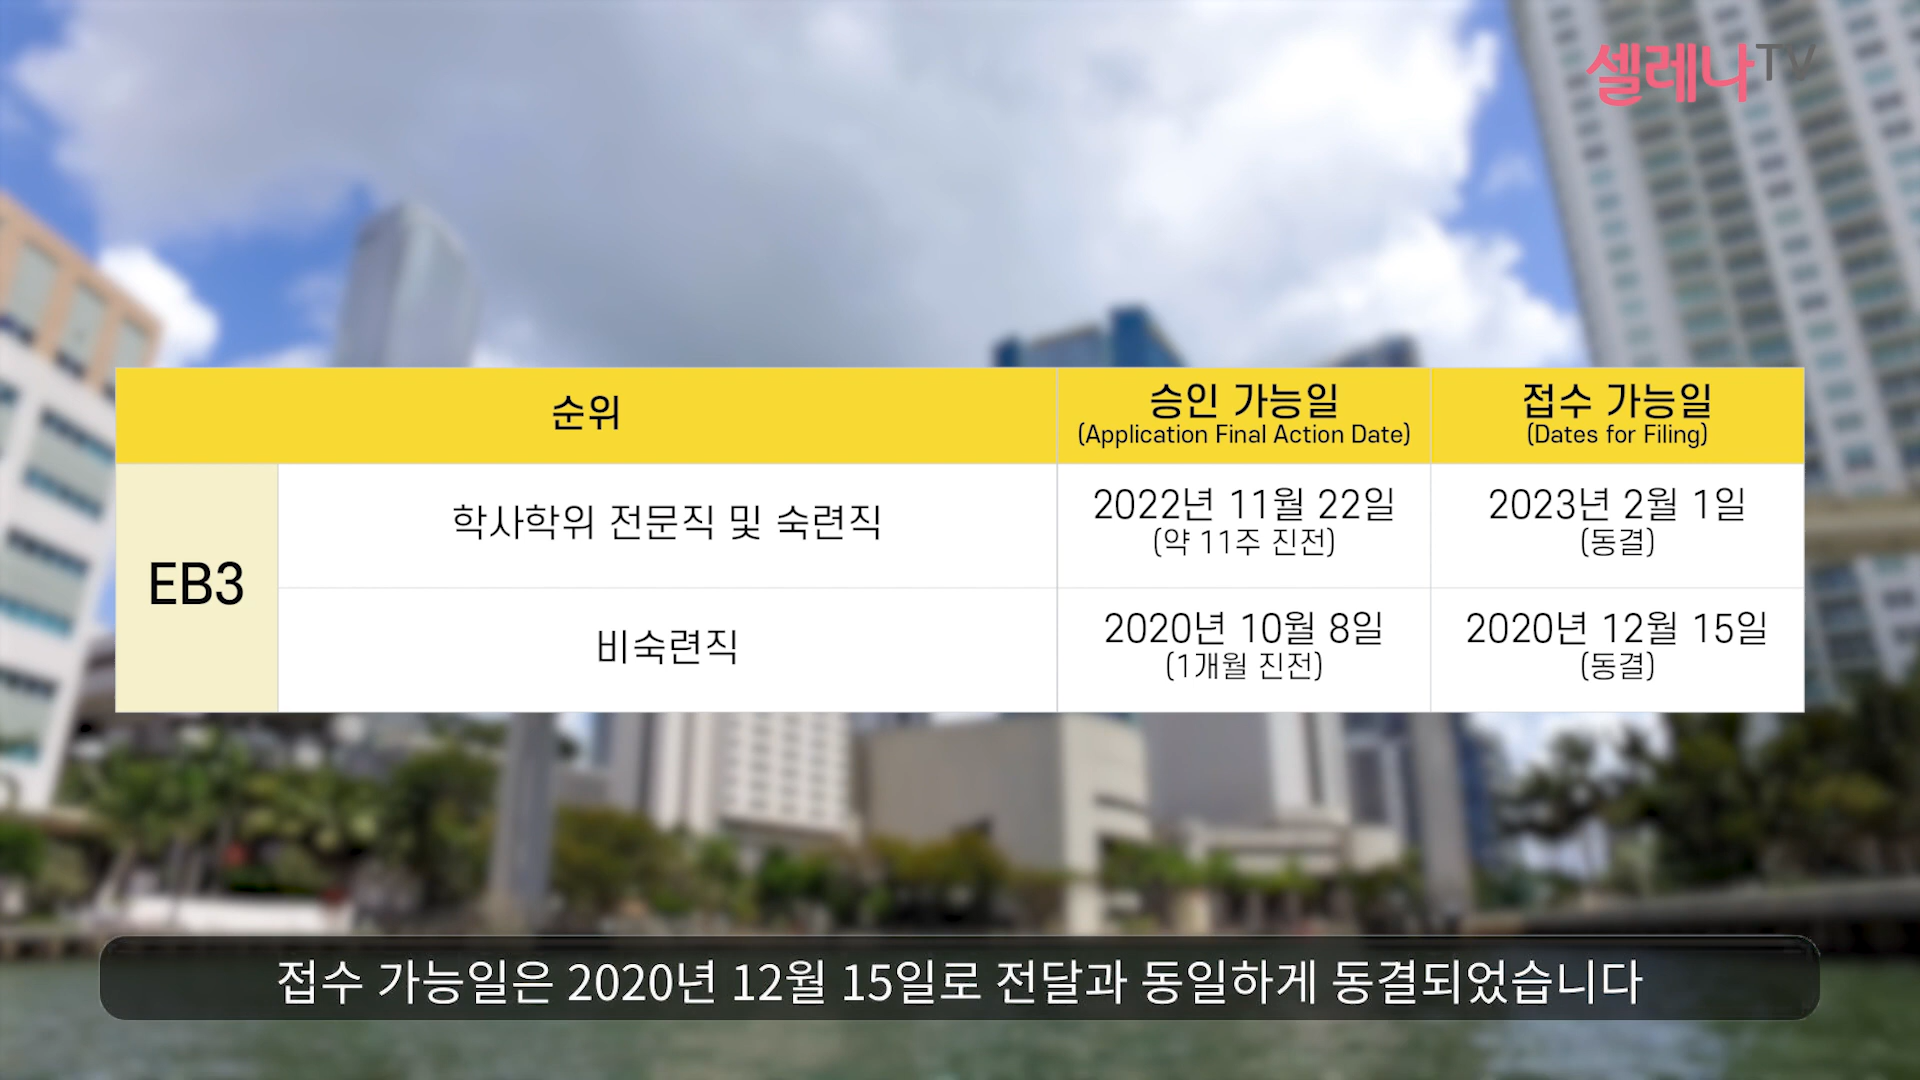 셀레나TV
순위
승인 가능일
(Application Final Action Date)
접수 가능일
(Dates for Filing)
EB3
학사학위 전문직 및 숙련직
2022년 11월 22일
(약 11주 진전)
2023년 2월 1일
(동결)
비숙련직
2020년 10월 8일
(1개월 진전)
2020년 12월 15일
(동결)
접수 가능일은 2020년 12월 15일로 전달과 동일하게 동결되었습니다